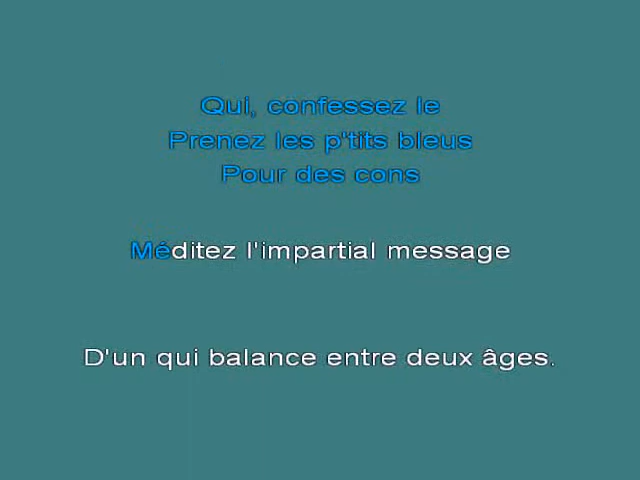 Qui, confessez le
Prenez les p'tits bleus
Pour des cons
Méditez l'impartial message
D'un qui balance entre deux âges.